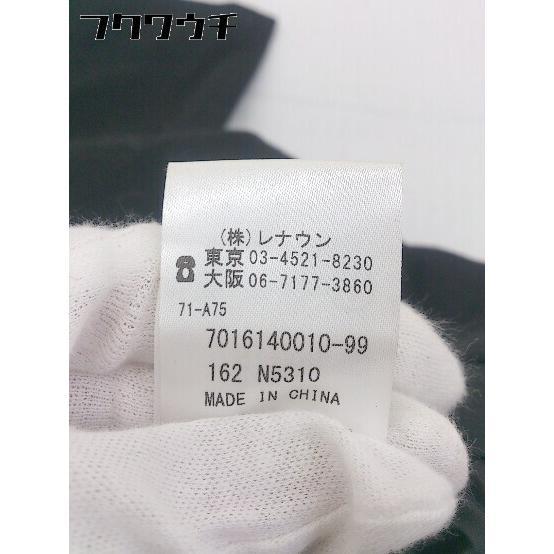 フクワウチ
(株)レナウン
東京 03-4521-8230
大阪 06-7177-3860
71-A75
7016140010-99
162 N5310
MADE IN CHINA